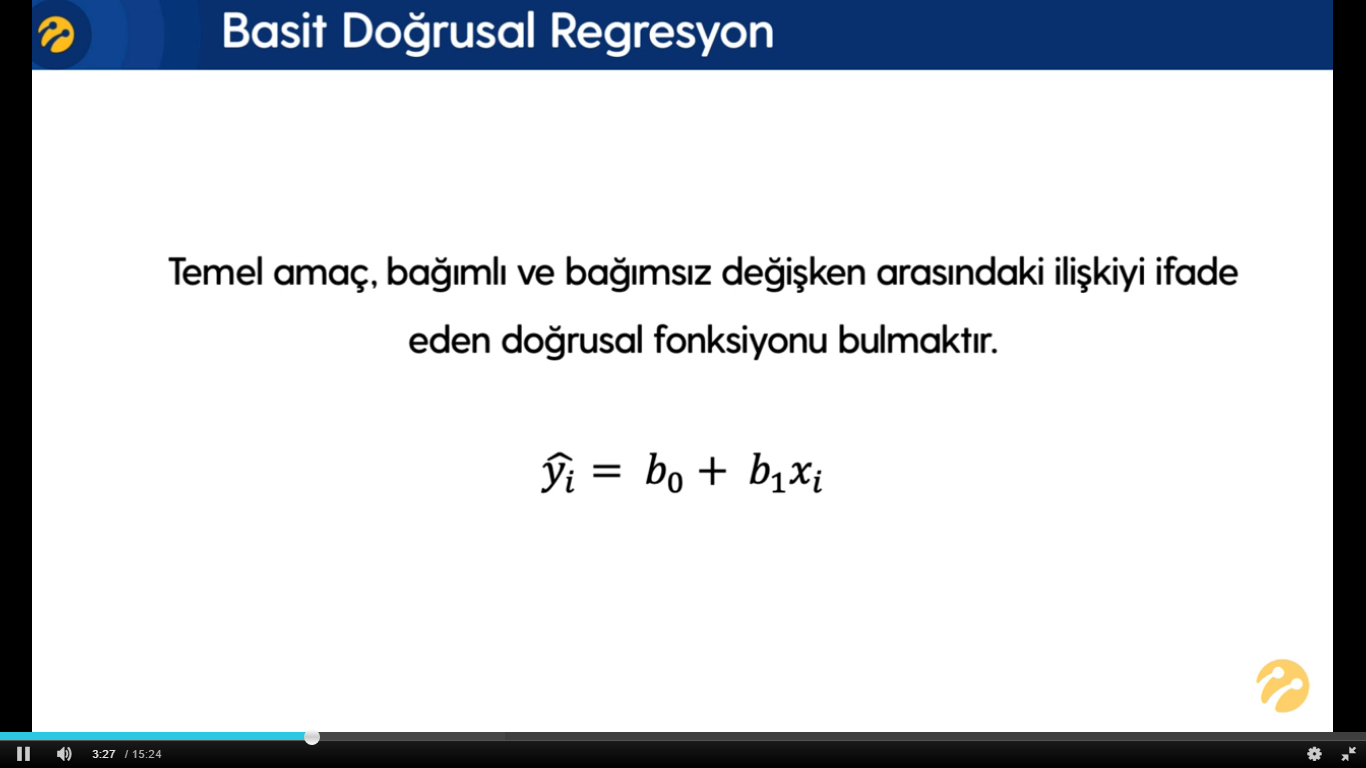 Basit Doğrusal Regresyon
Temel amaç, bağımlı ve bağımsız değişken arasındaki ilişkiyi ifade
eden doğrusal fonksiyonu bulmaktır.
ŷᵢ = b₀ + b₁xᵢ
3:27 / 15:24